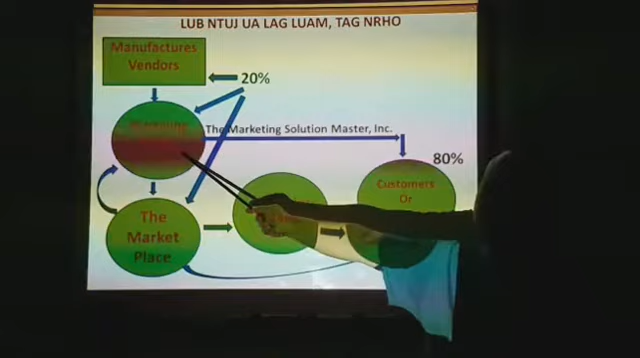 LUB NTUJ UA LAG LUAM, TAG NRHO
Manufactures
Vendors
20%
Marketing
The Marketing Solution Master, Inc.
80%
Customers
Or
The
Market
Place